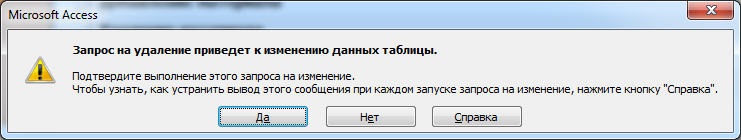 Microsoft Access
Запрос на удаление приведет к изменению данных таблицы.
Подтвердите выполнение этого запроса на изменение.
Чтобы узнать, как устранить вывод этого сообщения при каждом запуске запроса на изменение, нажмите кнопку "Справка".
Да Нет Справка